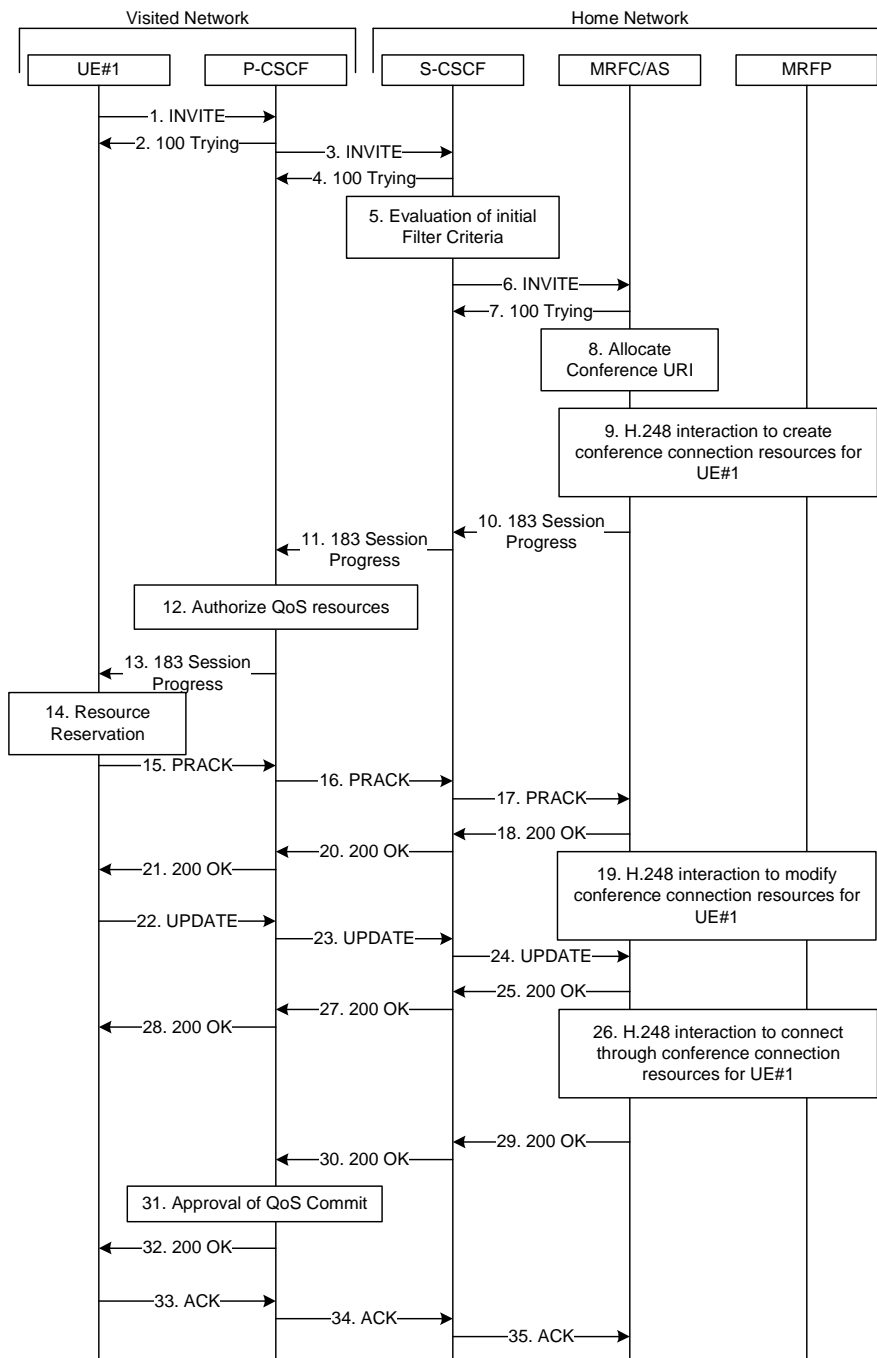 Visited Network
Home Network
UE#1
P-CSCF
S-CSCF
MRFC/AS
MRFP
1. INVITE
2. 100 Trying
3. INVITE
4. 100 Trying
5. Evaluation of initial
Filter Criteria
6. INVITE
7. 100 Trying
8. Allocate
Conference URI
9. H.248 interaction to create
conference connection resources for
UE#1
10. 183 Session
Progress
11. 183 Session
Progress
12. Authorize QoS resources
13. 183 Session
Progress
14. Resource
Reservation
15. PRACK
16. PRACK
17. PRACK
18. 200 OK
19. H.248 interaction to modify
conference connection resources for
UE#1
20. 200 OK
21. 200 OK
22. UPDATE
23. UPDATE
24. UPDATE
25. 200 OK
26. H.248 interaction to connect
through conference connection
resources for UE#1
27. 200 OK
28. 200 OK
29. 200 OK
30. 200 OK
31. Approval of QoS Commit
32. 200 OK
33. ACK
34. ACK
35. ACK